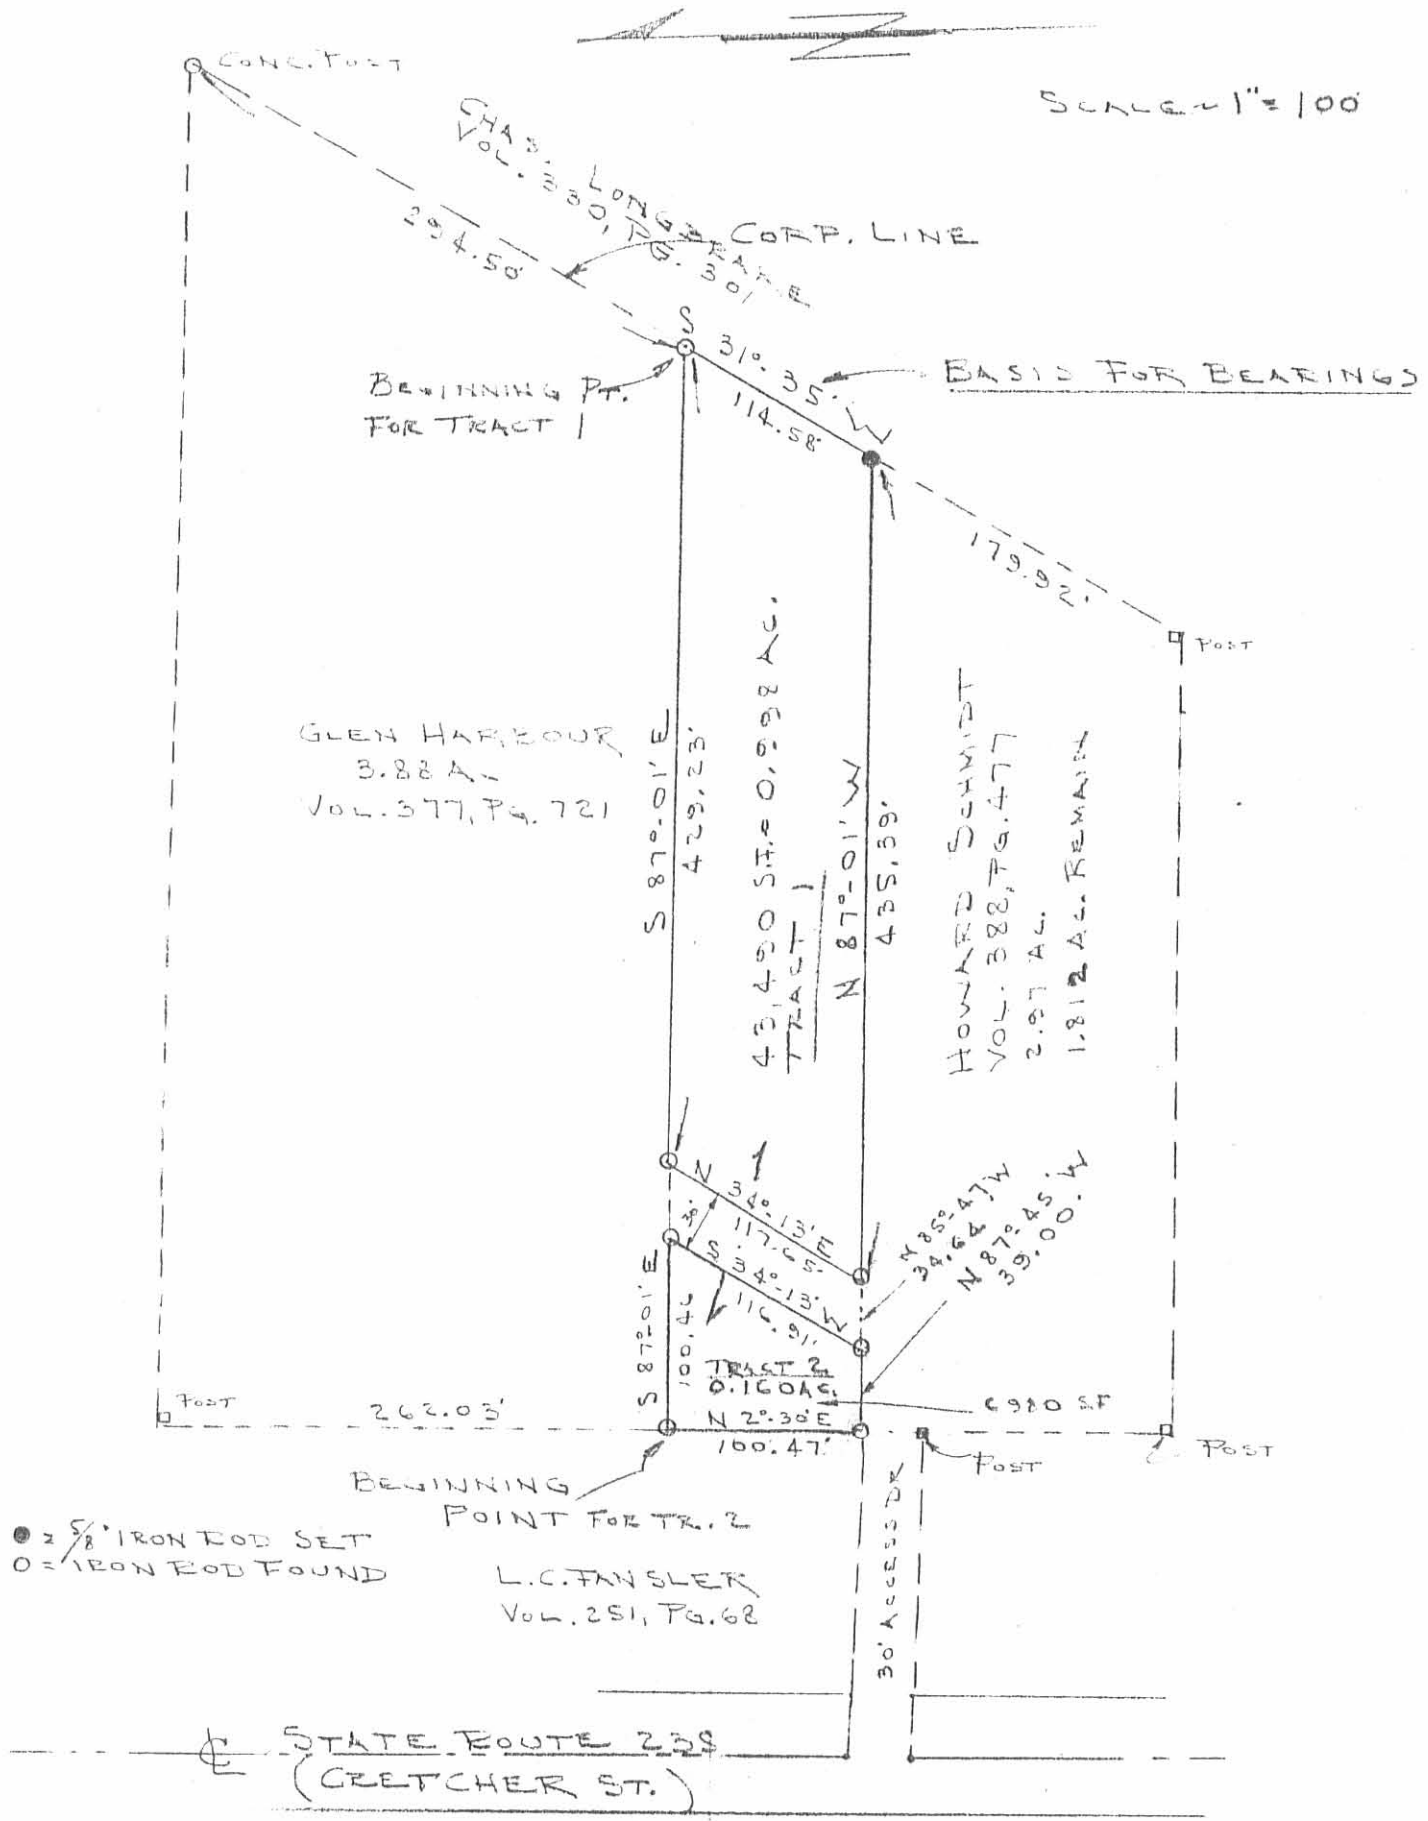 CONC. POST
SCALE ~ 1" = 100'
CHAS. LONGBRAKE
VOL. 330, PG. 301
294.50'
CORP. LINE
S 31°-35' W
114.58'
BASIS FOR BEARINGS
BEGINNING PT.
FOR TRACT 1
179.92'
POST
GLEN HARBOUR
3.88 A.
VOL. 377, PG. 721
S 87°-01' E
429.23'
43,490 S.F. = 0.998 AC.
TRACT 1
N 87°-01' W
435.39'
HOWARD SCHMIDT
VOL. 388, PG. 477
2.97 AC.
1.812 AC. REMAIN
N 34°-13' E
117.65'
30'
S 34°-13' W
116.91'
N 85°-47' W
34.64
N 87°-45' W
39.00'
S 87°-01' E
100.46
TRACT 2
0.160 AC.
6980 S.F
N 2°-30' E
100.47'
POST
262.03'
POST
POST
BEGINNING
POINT FOR TR. 2
● = 5/8" IRON ROD SET
O = IRON ROD FOUND
L.C. FANSLER
VOL. 251, PG. 68
30' ACCESS DR
STATE ROUTE 235
(CRETCHER ST.)